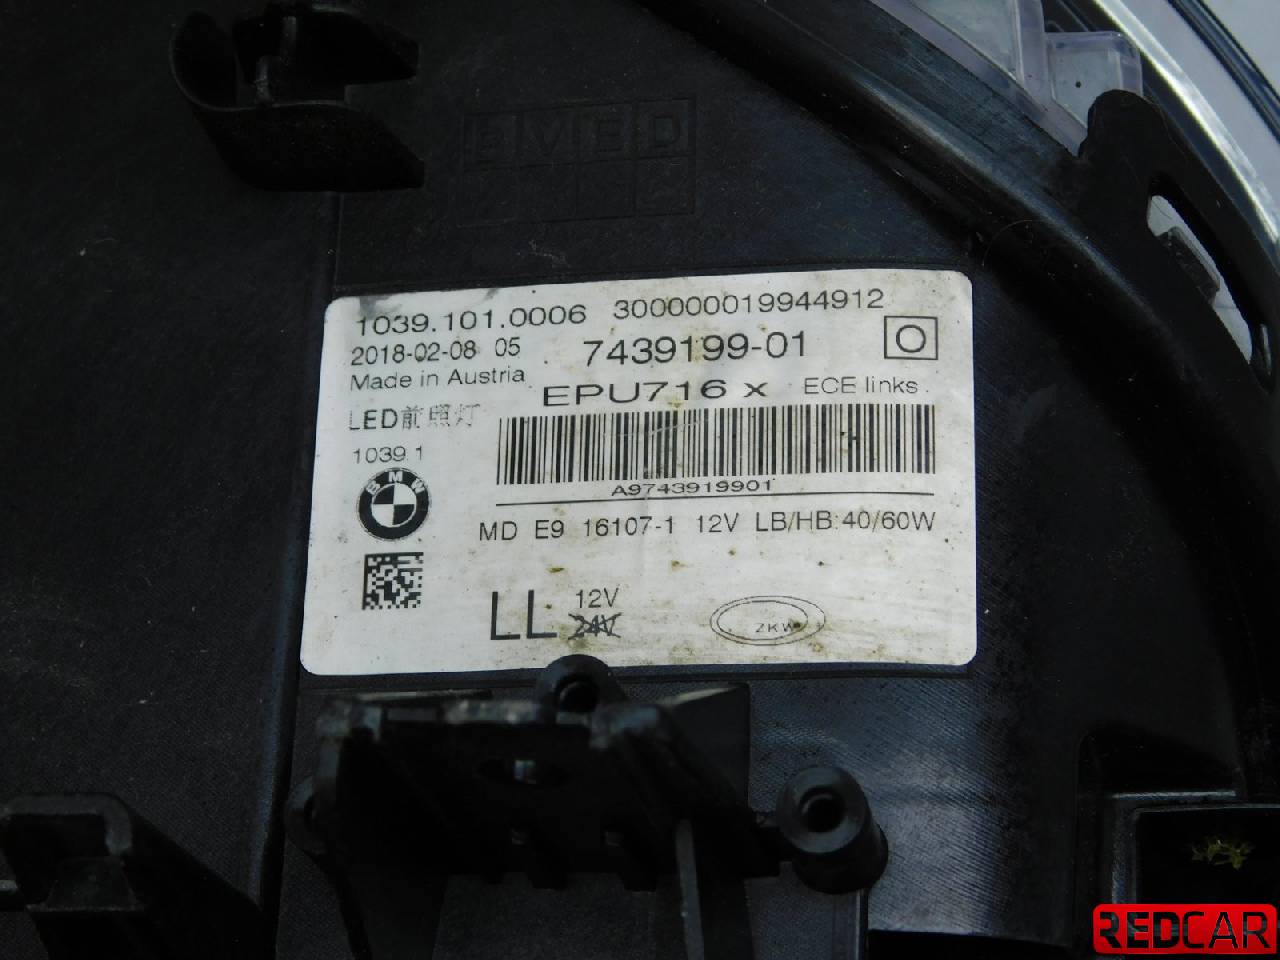 1039.101.0006 300000019944912
2018-02-08 05 7439199-01 O
Made in Austria EPU716 x ECE links
LED前照灯
1039.1
BMW
A9743919901
MD E9 16107-1 12V LB/HB:40/60W
LL 12V
24V
ZKW
REDCAR